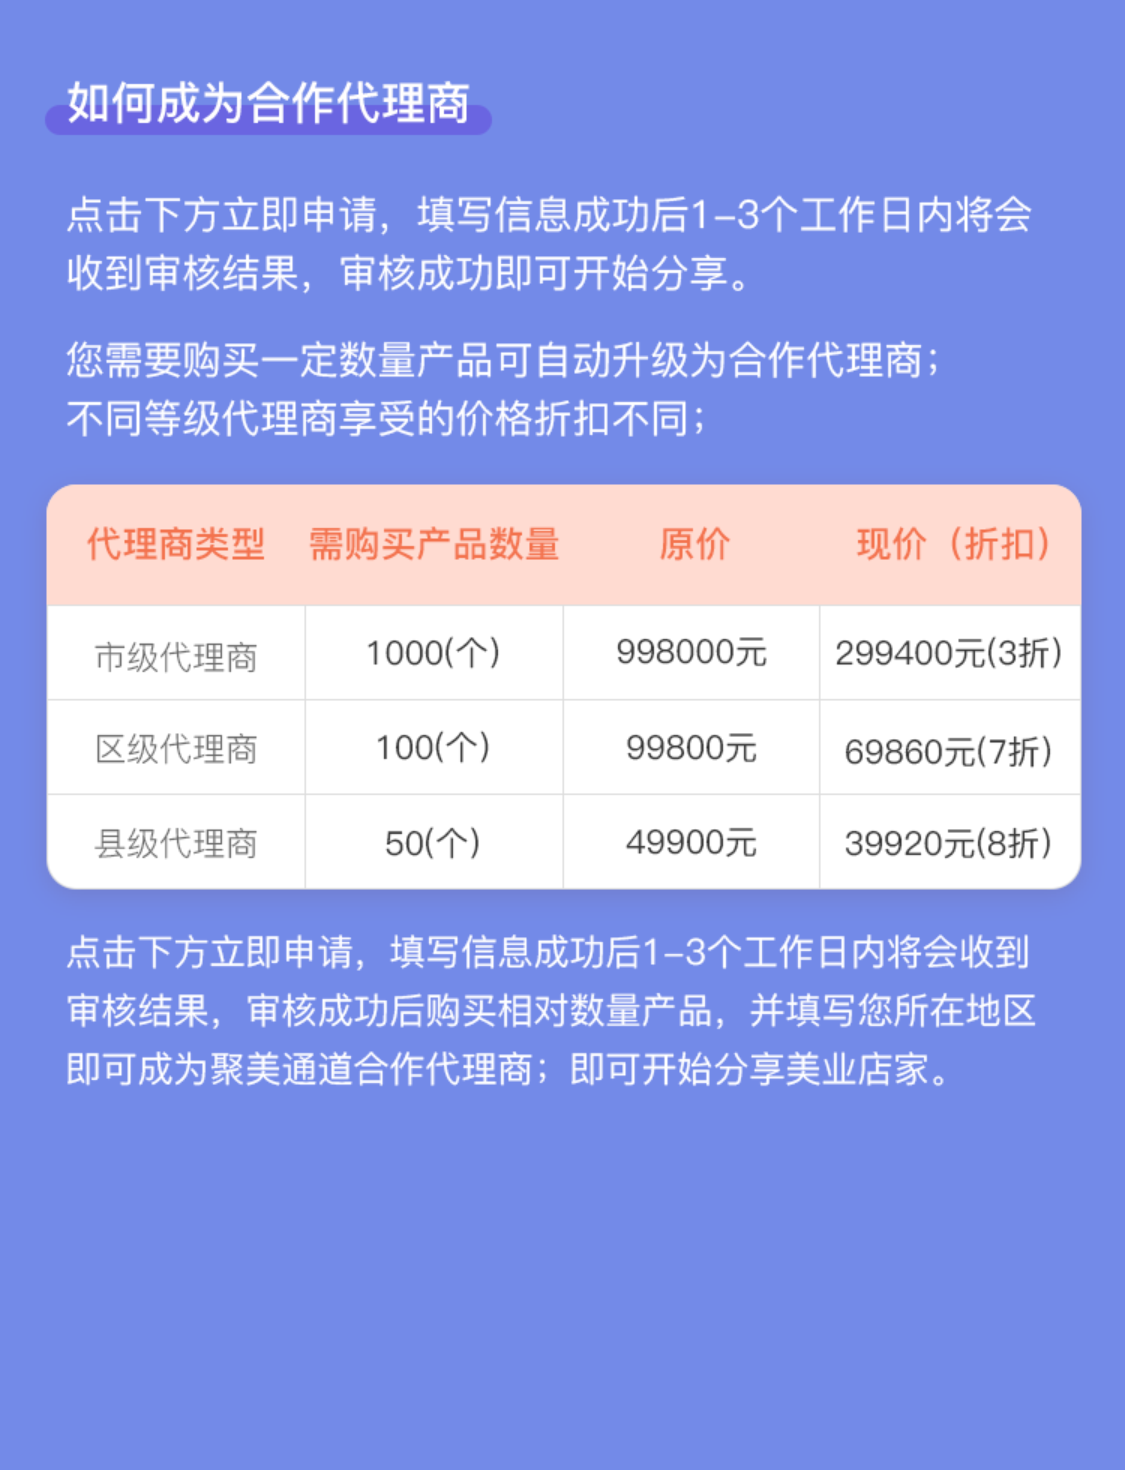 如何成为合作代理商
点击下方立即申请，填写信息成功后1-3个工作日内将会
收到审核结果，审核成功即可开始分享。
您需要购买一定数量产品可自动升级为合作代理商；
不同等级代理商享受的价格折扣不同；
代理商类型 需购买产品数量 原价 现价（折扣）
市级代理商 1000(个) 998000元 299400元(3折)
区级代理商 100(个) 99800元 69860元(7折)
县级代理商 50(个) 49900元 39920元(8折)
点击下方立即申请，填写信息成功后1-3个工作日内将会收到
审核结果，审核成功后购买相对数量产品，并填写您所在地区
即可成为聚美通道合作代理商；即可开始分享美业店家。